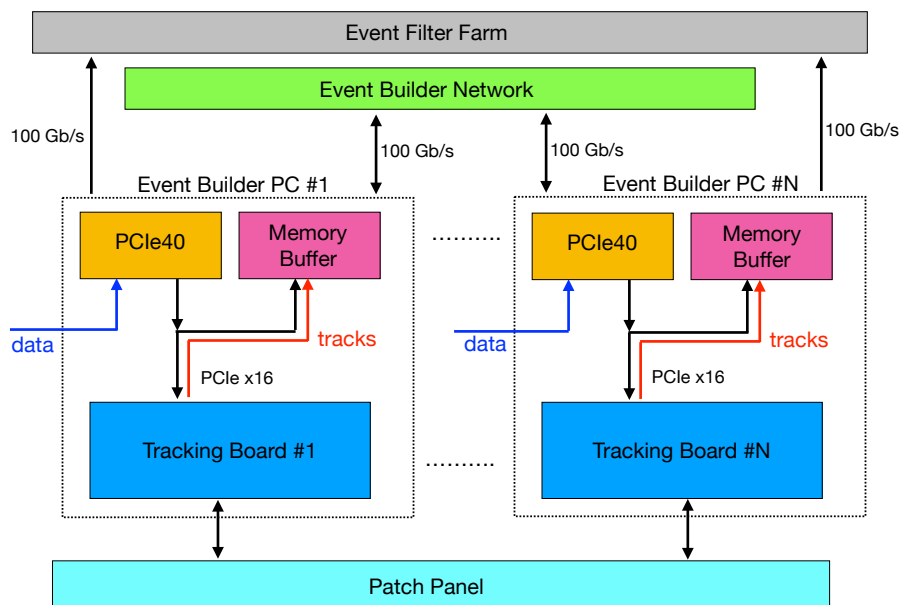 Event Filter Farm
Event Builder Network
100 Gb/s
100 Gb/s
100 Gb/s
100 Gb/s
Event Builder PC #1
Event Builder PC #N
PCIe40
Memory
Buffer
..........
PCIe40
Memory
Buffer
data
tracks
data
tracks
PCIe x16
PCIe x16
Tracking Board #1
..........
Tracking Board #N
Patch Panel